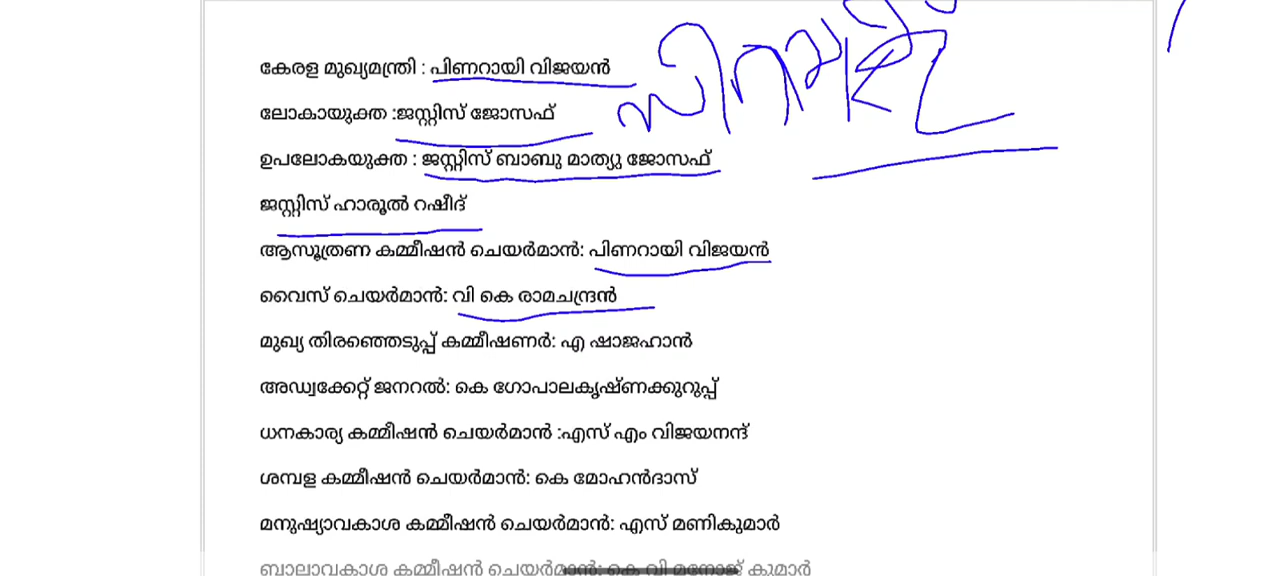 കേരള മുഖ്യമന്ത്രി : പിണറായി വിജയൻ
ലോകായുക്ത :ജസ്റ്റിസ് ജോസഫ്
ഉപലോകയുക്ത : ജസ്റ്റിസ് ബാബു മാത്യു ജോസഫ്
ജസ്റ്റിസ് ഹാരൂൽ റഷീദ്
ആസൂത്രണ കമ്മീഷൻ ചെയർമാൻ: പിണറായി വിജയൻ
വൈസ് ചെയർമാൻ: വി കെ രാമചന്ദ്രൻ
മുഖ്യ തിരഞ്ഞെടുപ്പ് കമ്മീഷണർ: എ ഷാജഹാൻ
അഡ്വക്കേറ്റ് ജനറൽ: കെ ഗോപാലകൃഷ്ണക്കുറുപ്പ്
ധനകാര്യ കമ്മീഷൻ ചെയർമാൻ :എസ് എം വിജയനന്ദ്
ശമ്പള കമ്മീഷൻ ചെയർമാൻ: കെ മോഹൻദാസ്
മനുഷ്യാവകാശ കമ്മീഷൻ ചെയർമാൻ: എസ് മണികുമാർ
ബാലാവകാശ കമ്മീഷൻ ചെയർമാൻ: കെ വി മനോജ് കുമാർ